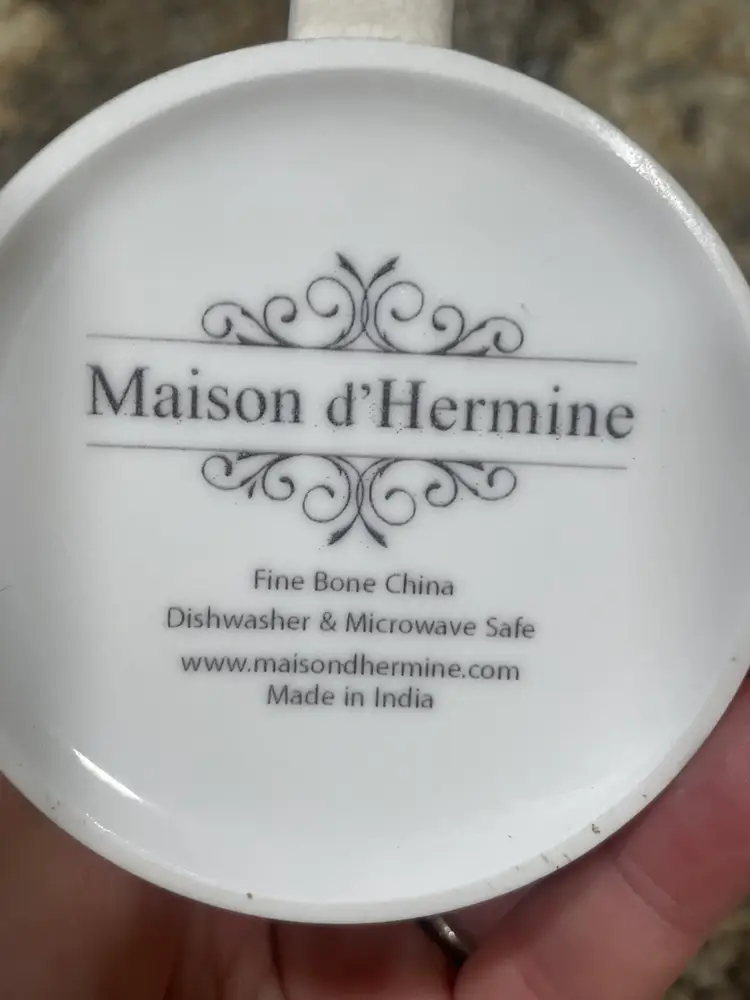 Maison d'Hermine
Fine Bone China
Dishwasher & Microwave Safe
www.maisondhermine.com
Made in India